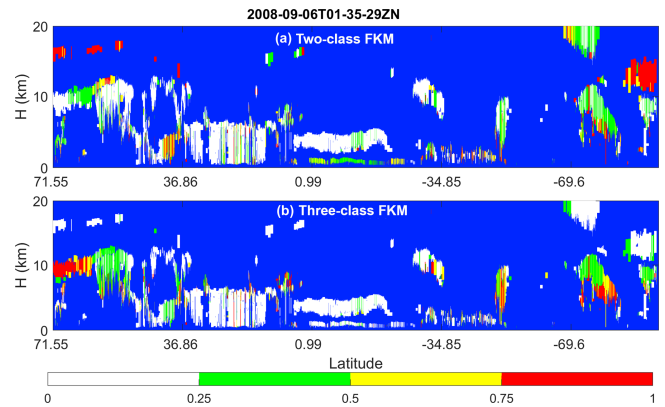 2008-09-06T01-35-29ZN
(a) Two-class FKM
H (km)
20
10
0
71.55 36.86 0.99 -34.85 -69.6
(b) Three-class FKM
H (km)
20
10
0
71.55 36.86 0.99 -34.85 -69.6
Latitude
0 0.25 0.5 0.75 1